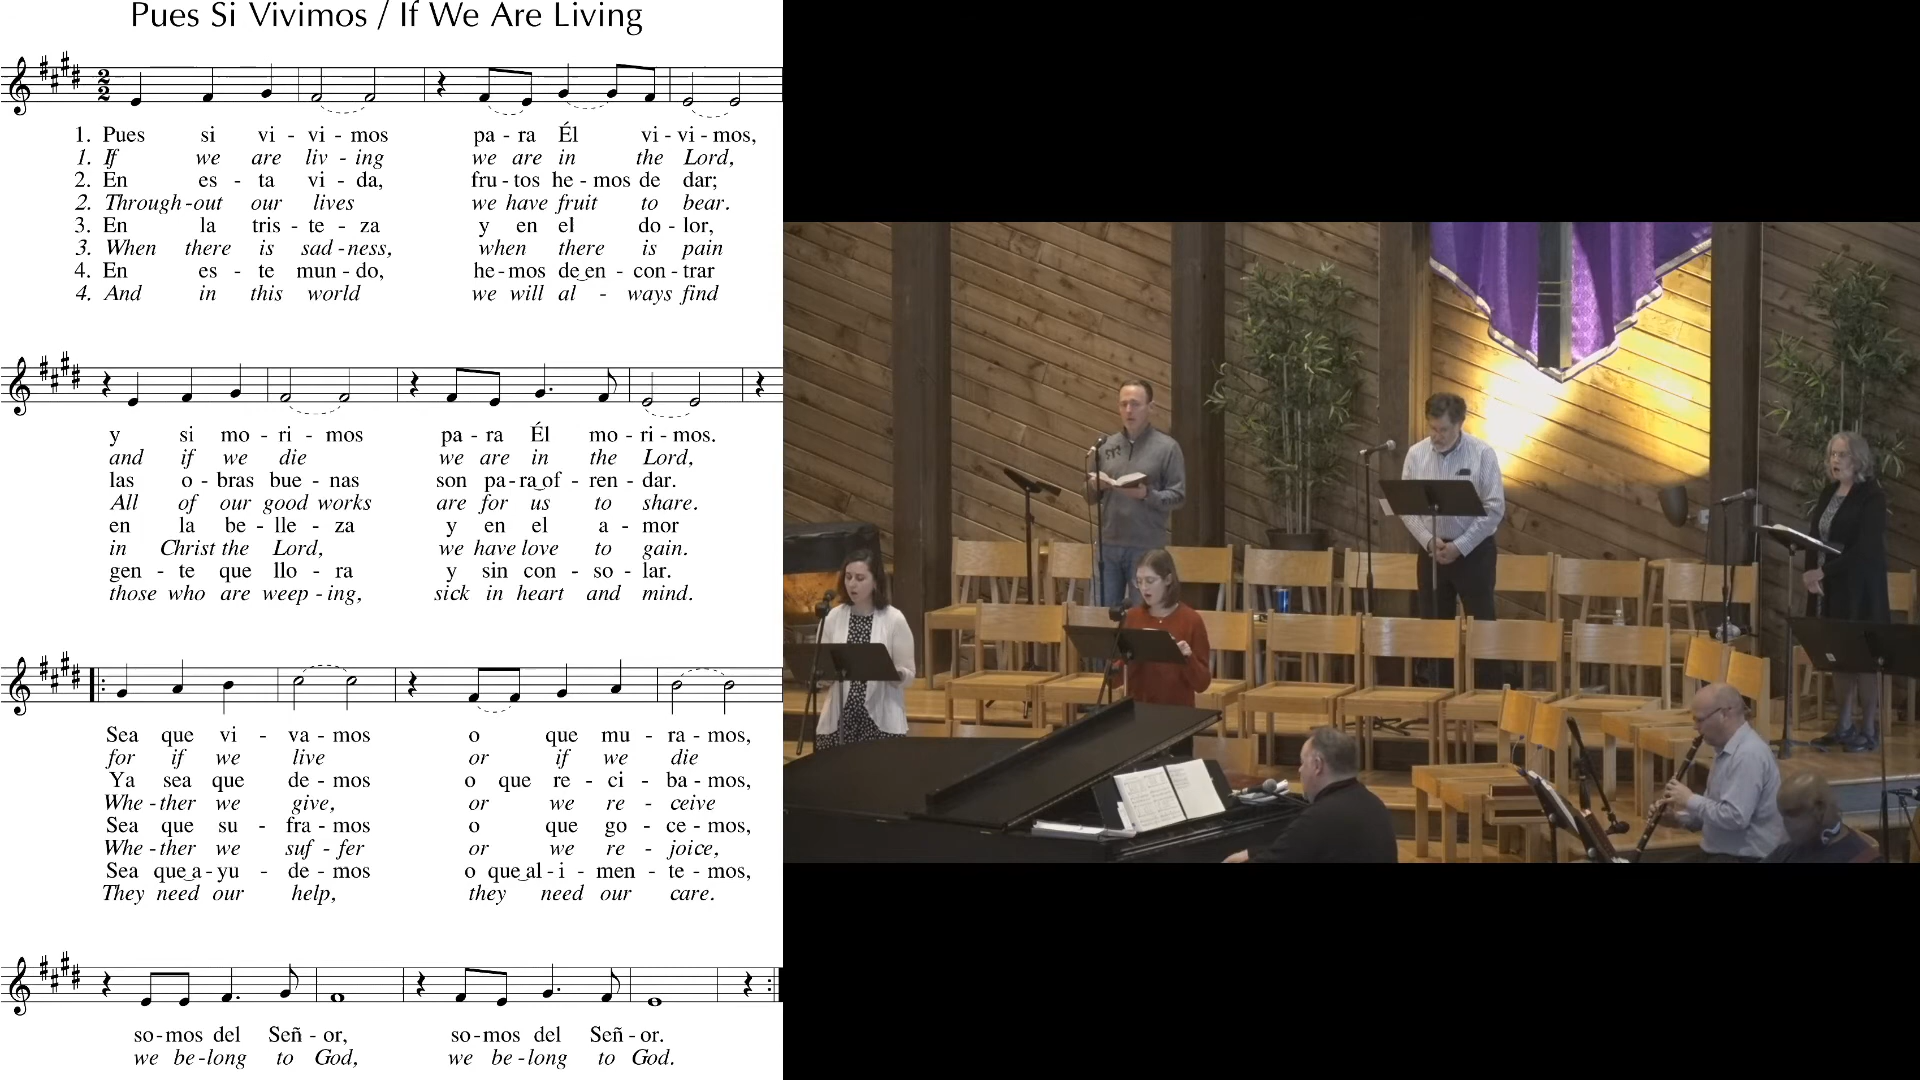 Pues Si Vivimos / If We Are Living
1. Pues si vi - vi - mos pa - ra Él vi - vi - mos,
1. If we are liv - ing we are in the Lord,
2. En es - ta vi - da, fru - tos he - mos de dar;
2. Through - out our lives we have fruit to bear.
3. En la tris - te - za y en el do - lor,
3. When there is sad - ness, when there is pain
4. En es - te mun - do, he - mos de en - con - trar
4. And in this world we will al - ways find
y si mo - ri - mos pa - ra Él mo - ri - mos.
and if we die we are in the Lord,
las o - bras bue - nas son pa - ra of - ren - dar.
All of our good works are for us to share.
en la be - lle - za y en el a - mor
in Christ the Lord, we have love to gain.
gen - te que llo - ra y sin con - so - lar.
those who are weep - ing, sick in heart and mind.
Sea que vi - va - mos o que mu - ra - mos,
for if we live or if we die
Ya sea que de - mos o que re - ci - ba - mos,
Whe - ther we give, or we re - ceive
Sea que su - fra - mos o que go - ce - mos,
Whe - ther we suf - fer or we re - joice,
Sea que a - yu - de - mos o que al - i - men - te - mos,
They need our help, they need our care.
so - mos del Señ - or, so - mos del Señ - or.
we be - long to God, we be - long to God.